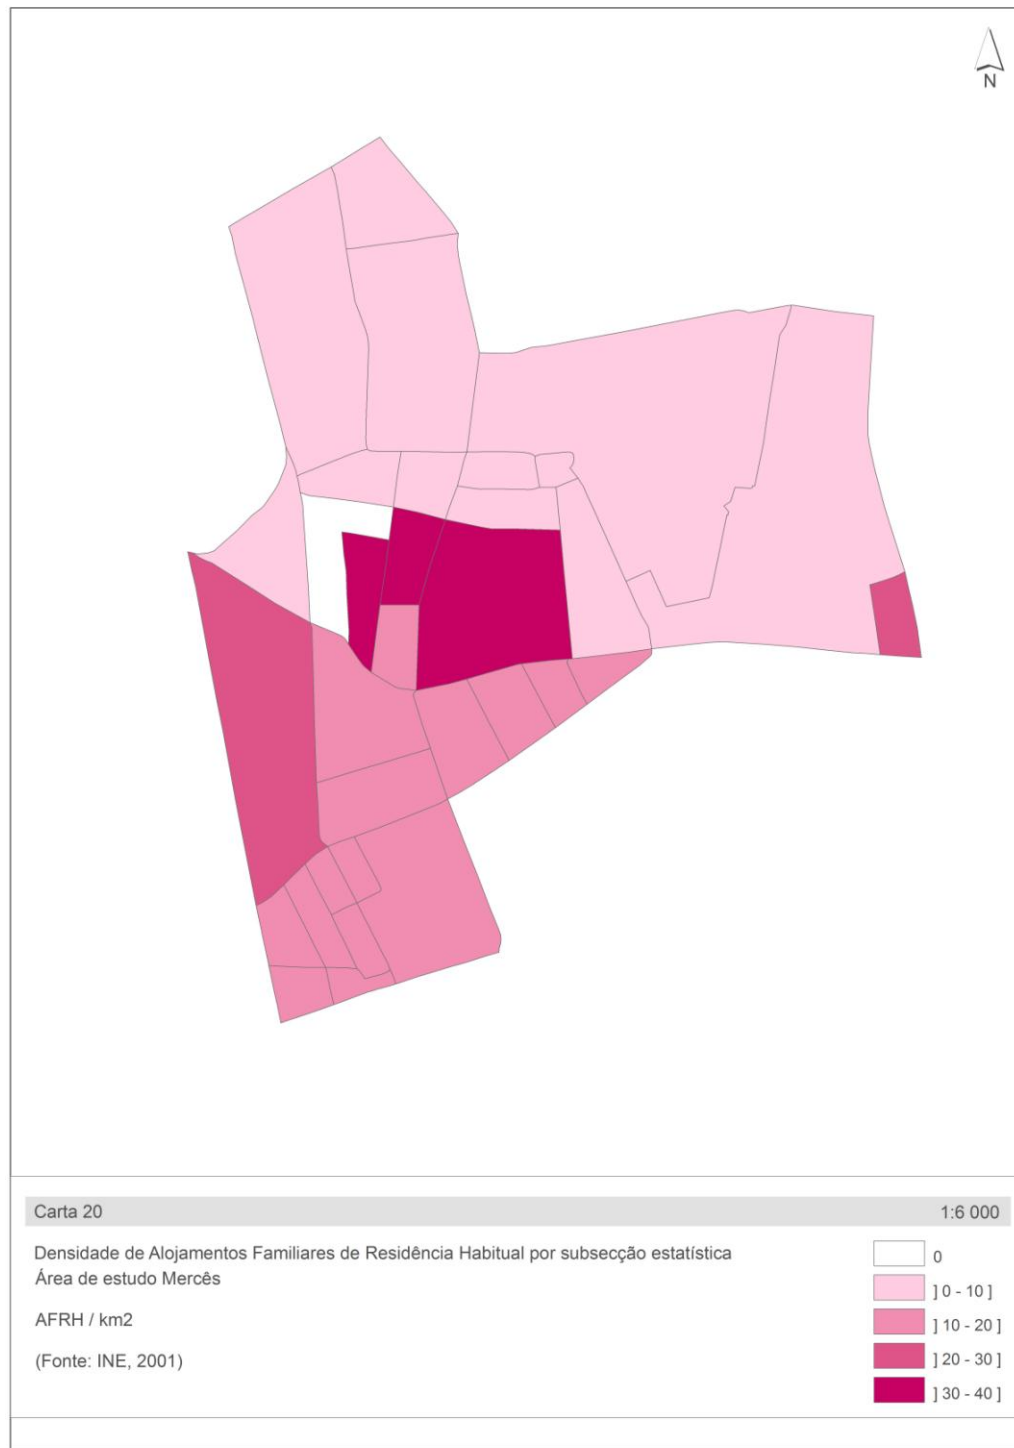 N
Carta 20
1:6 000
Densidade de Alojamentos Familiares de Residência Habitual por subsecção estatística
Área de estudo Mercês
AFRH / km2
(Fonte: INE, 2001)
0
] 0 - 10 ]
] 10 - 20 ]
] 20 - 30 ]
] 30 - 40 ]